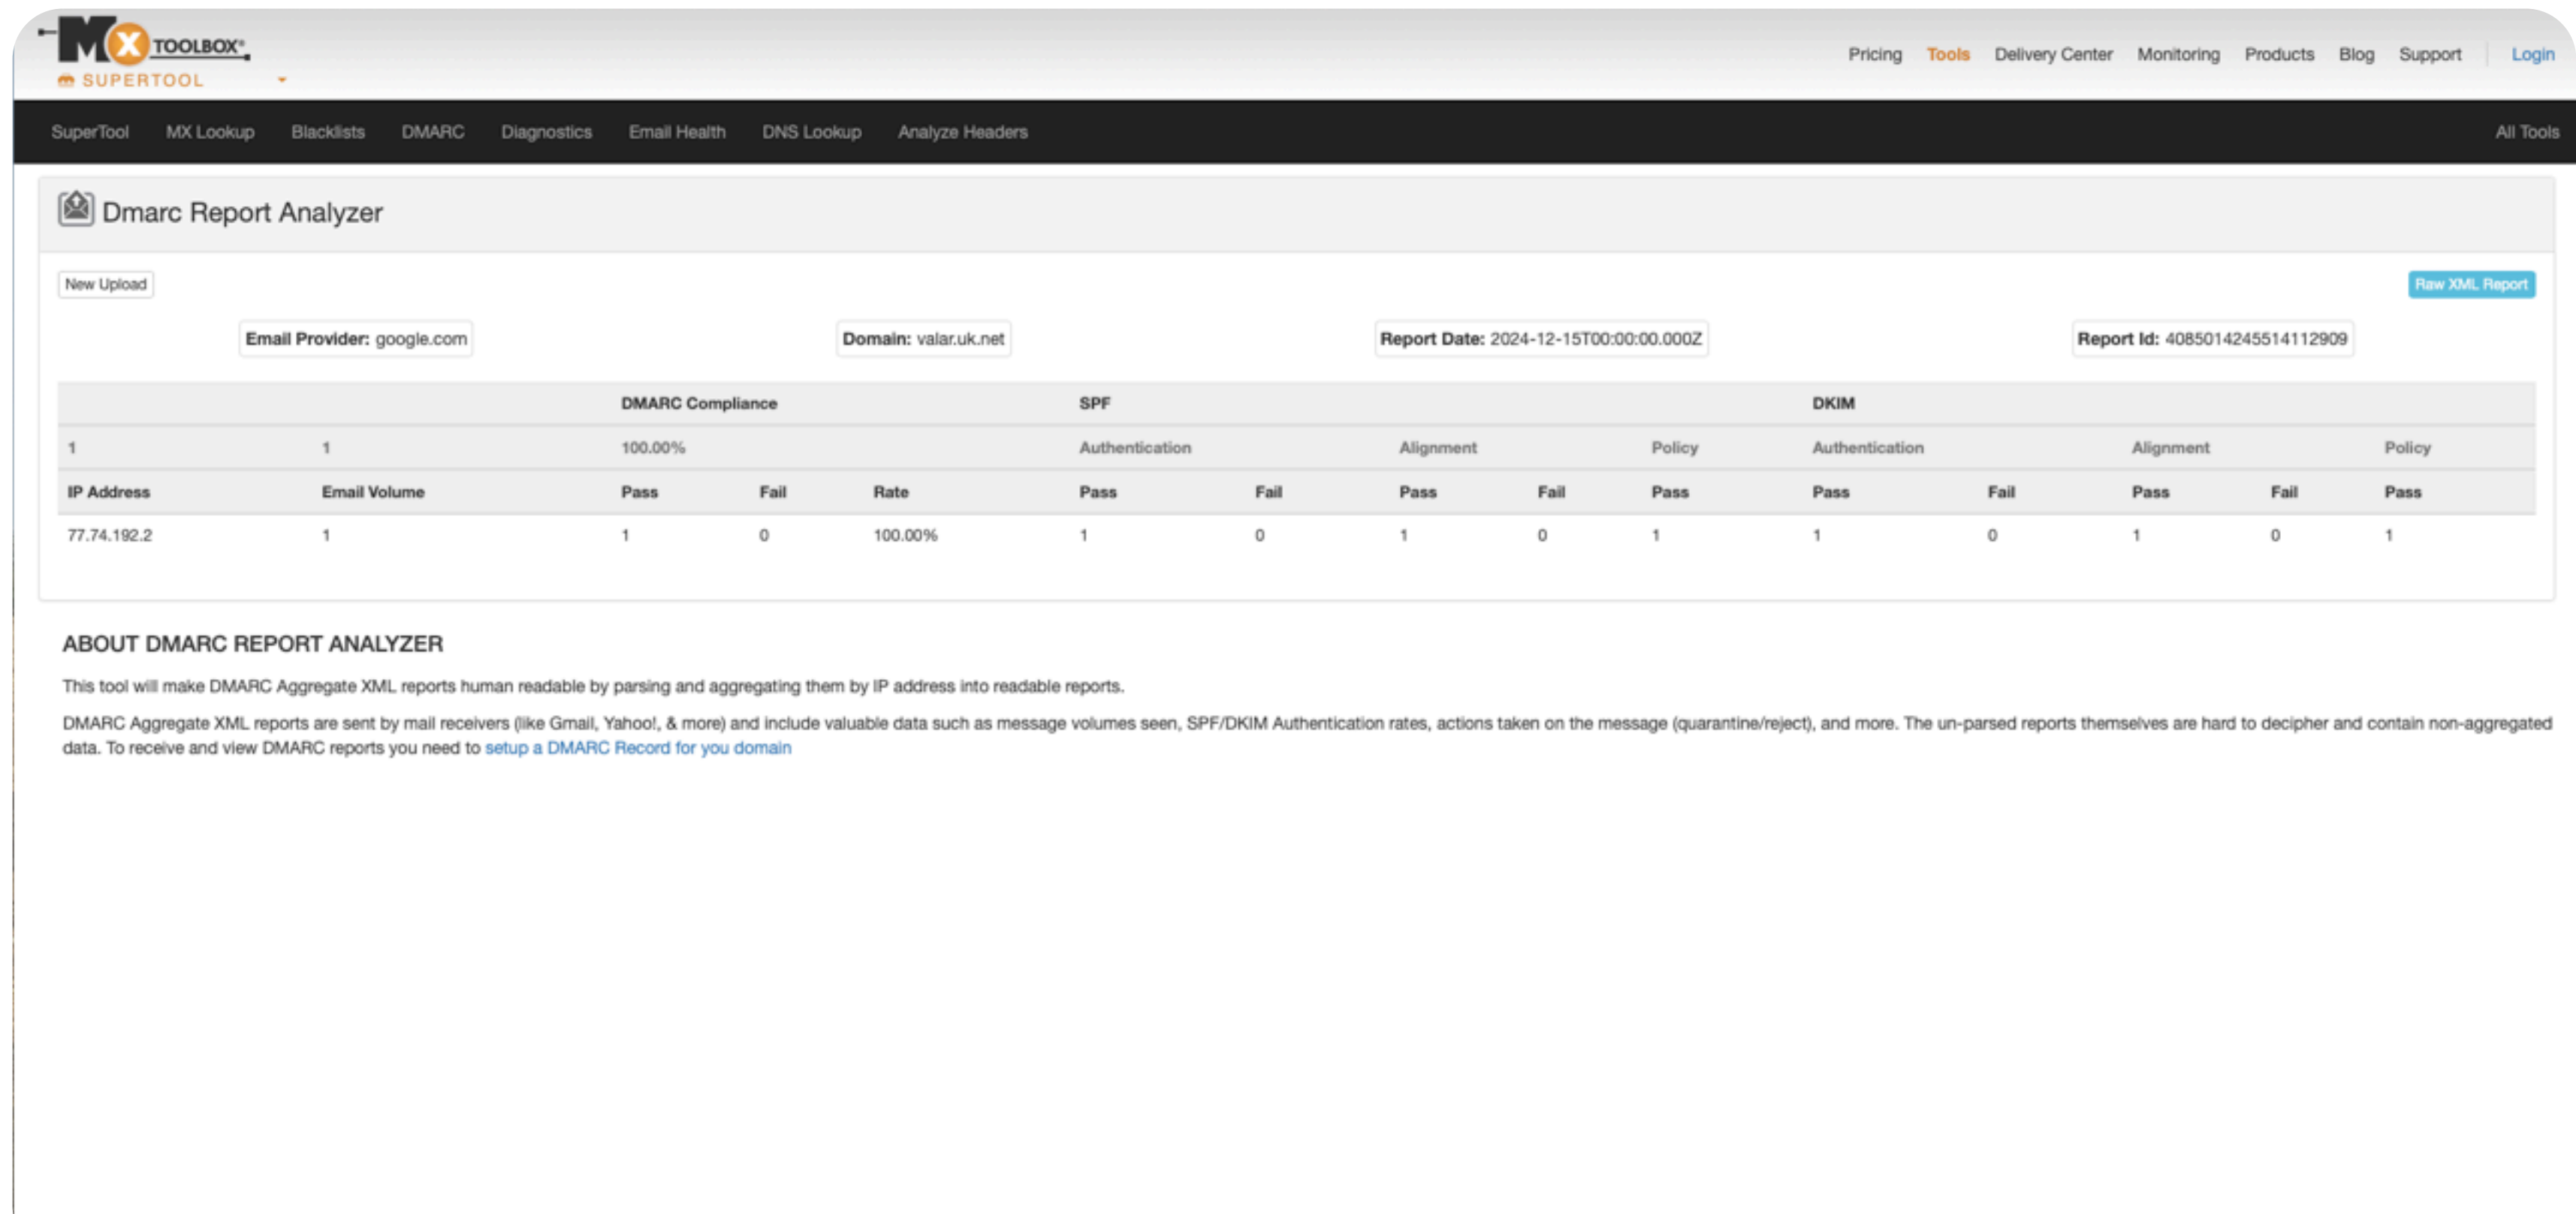 MX TOOLBOX®
SUPERTOOL
Pricing Tools Delivery Center Monitoring Products Blog Support Login
SuperTool MX Lookup Blacklists DMARC Diagnostics Email Health DNS Lookup Analyze Headers All Tools
Dmarc Report Analyzer
New Upload Raw XML Report
Email Provider: google.com Domain: valar.uk.net Report Date: 2024-12-15T00:00:00.000Z Report Id: 4085014245514112909
DMARC Compliance SPF DKIM
1 1 100.00% Authentication Alignment Policy Authentication Alignment Policy
IP Address Email Volume Pass Fail Rate Pass Fail Pass Fail Pass Pass Fail Pass Fail Pass
77.74.192.2 1 1 0 100.00% 1 0 1 0 1 1 0 1 0 1
ABOUT DMARC REPORT ANALYZER
This tool will make DMARC Aggregate XML reports human readable by parsing and aggregating them by IP address into readable reports.
DMARC Aggregate XML reports are sent by mail receivers (like Gmail, Yahoo!, & more) and include valuable data such as message volumes seen, SPF/DKIM Authentication rates, actions taken on the message (quarantine/reject), and more. The un-parsed reports themselves are hard to decipher and contain non-aggregated
data. To receive and view DMARC reports you need to setup a DMARC Record for you domain